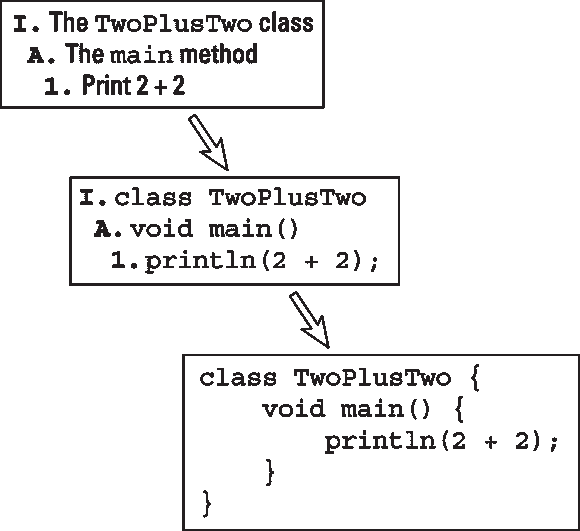 I. The TwoPlusTwo class
A. The main method
1. Print 2 + 2
I. class TwoPlusTwo
A. void main()
1. println(2 + 2);
class TwoPlusTwo {
    void main() {
        println(2 + 2);
    }
}